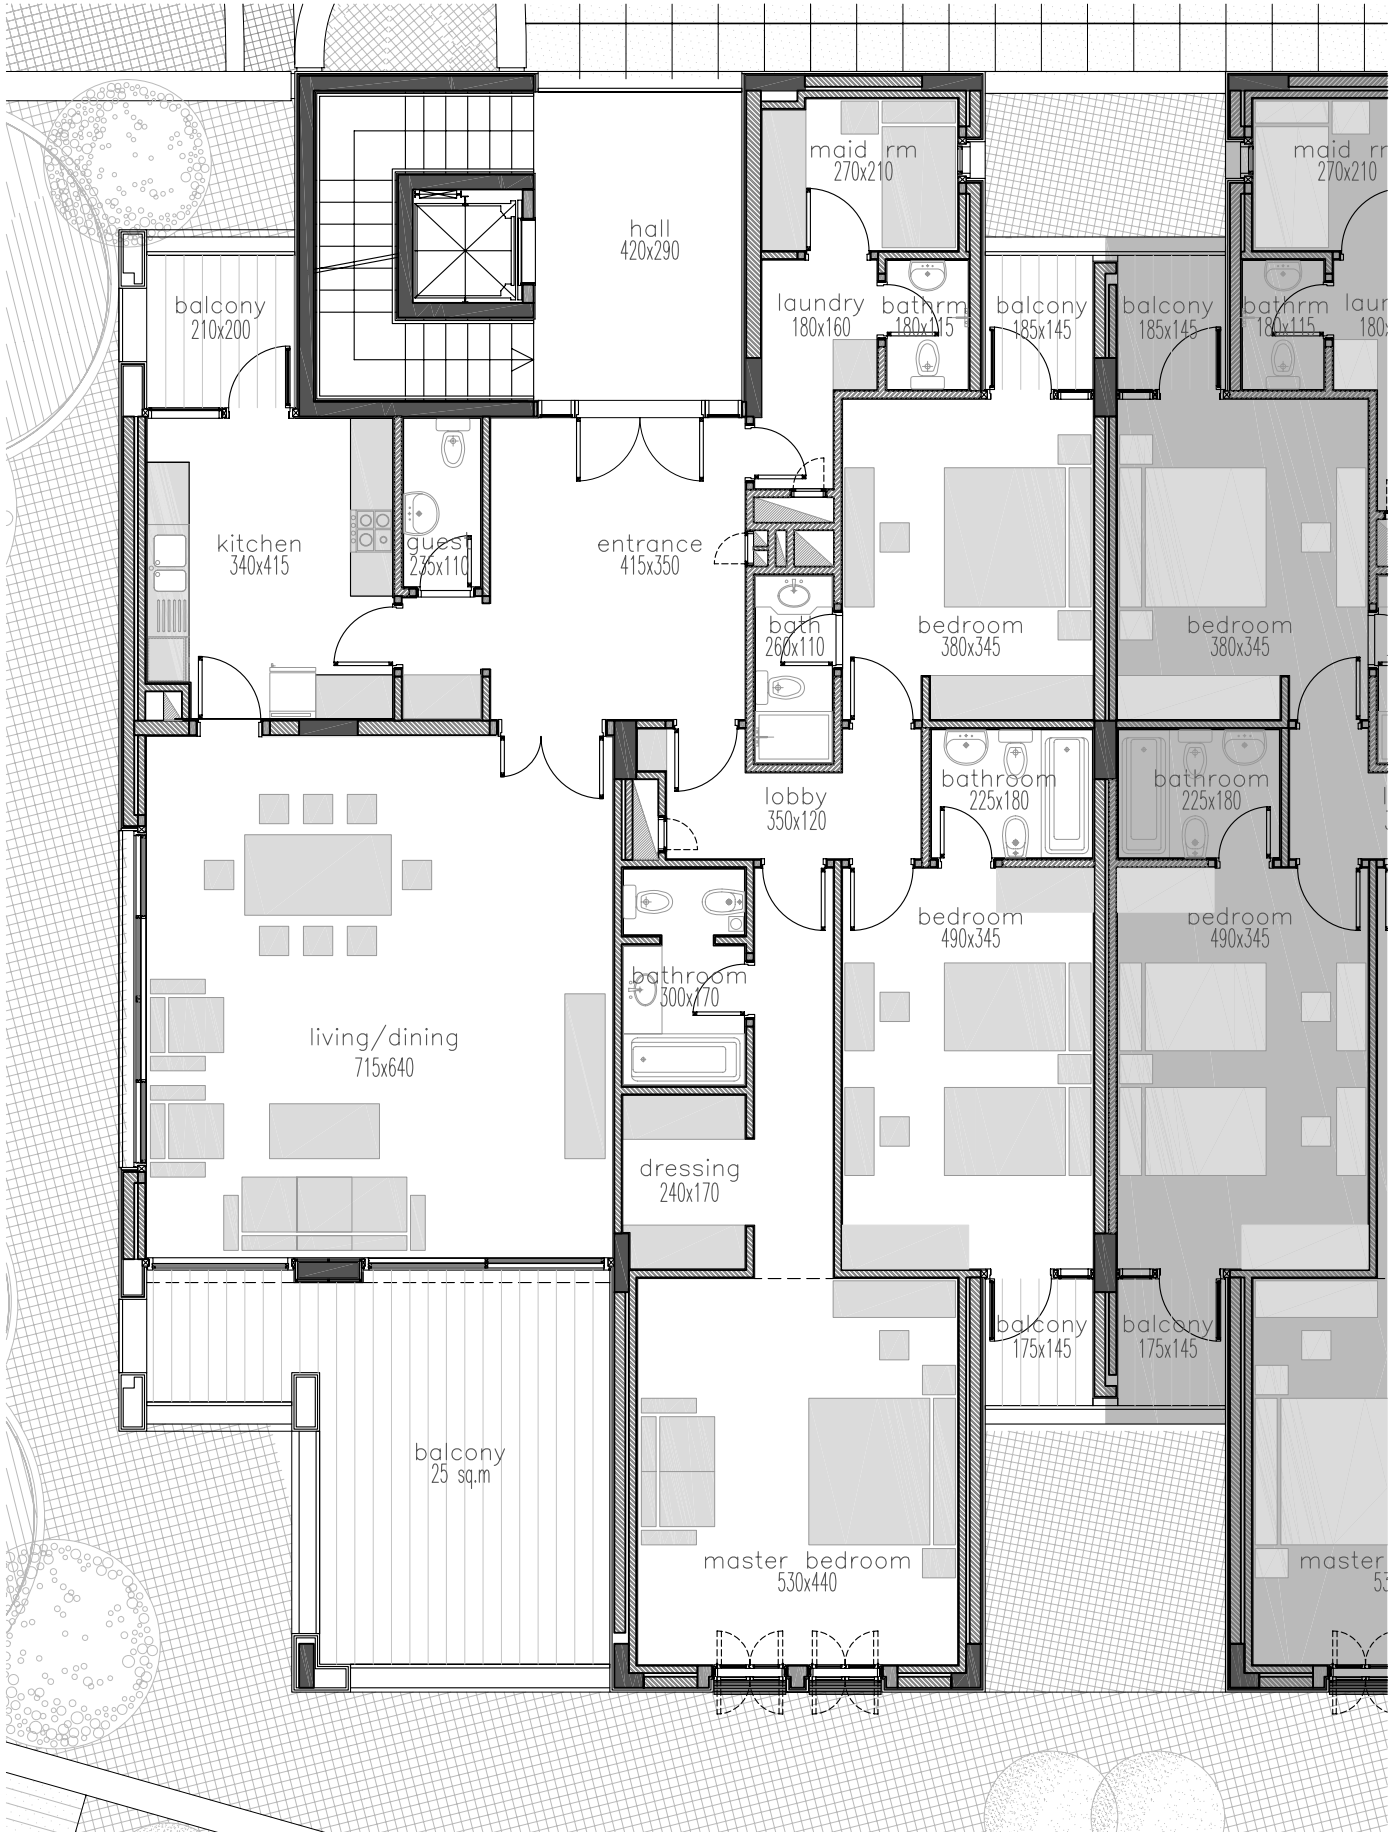 maid rm
270x210
maid r
270x210
hall
420x290
balcony
210x200
laundry
180x160
bathrm
180x115
balcony
185x145
balcony
185x145
bathrm
180x115
laun
180x
kitchen
340x415
guest
235x110
entrance
415x350
bath
260x110
bedroom
380x345
bedroom
380x345
lobby
350x120
bathroom
225x180
bathroom
225x180
bedroom
490x345
bedroom
490x345
bathroom
300x170
living/dining
715x640
dressing
240x170
balcony
175x145
balcony
175x145
balcony
25 sq.m
master bedroom
530x440
master
53